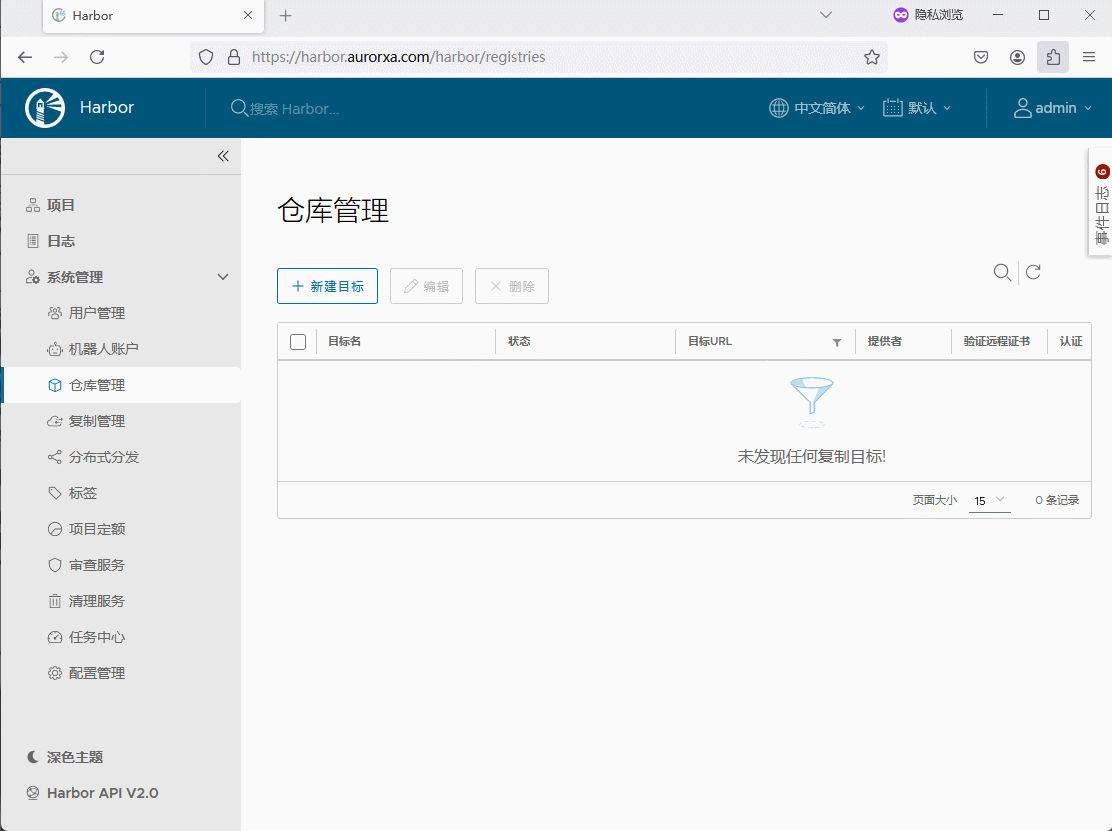 Harbor
隐私浏览
https://harbor.aurorxa.com/harbor/registries
Harbor
搜索 Harbor...
中文简体
默认
admin
项目
日志
系统管理
用户管理
机器人账户
仓库管理
复制管理
分布式分发
标签
项目定额
审查服务
清理服务
任务中心
配置管理
深色主题
Harbor API V2.0
仓库管理
新建目标
编辑
删除
目标名 状态 目标URL 提供者 验证远程证书 认证
未发现任何复制目标!
页面大小 15 0 条记录
6
事件日志